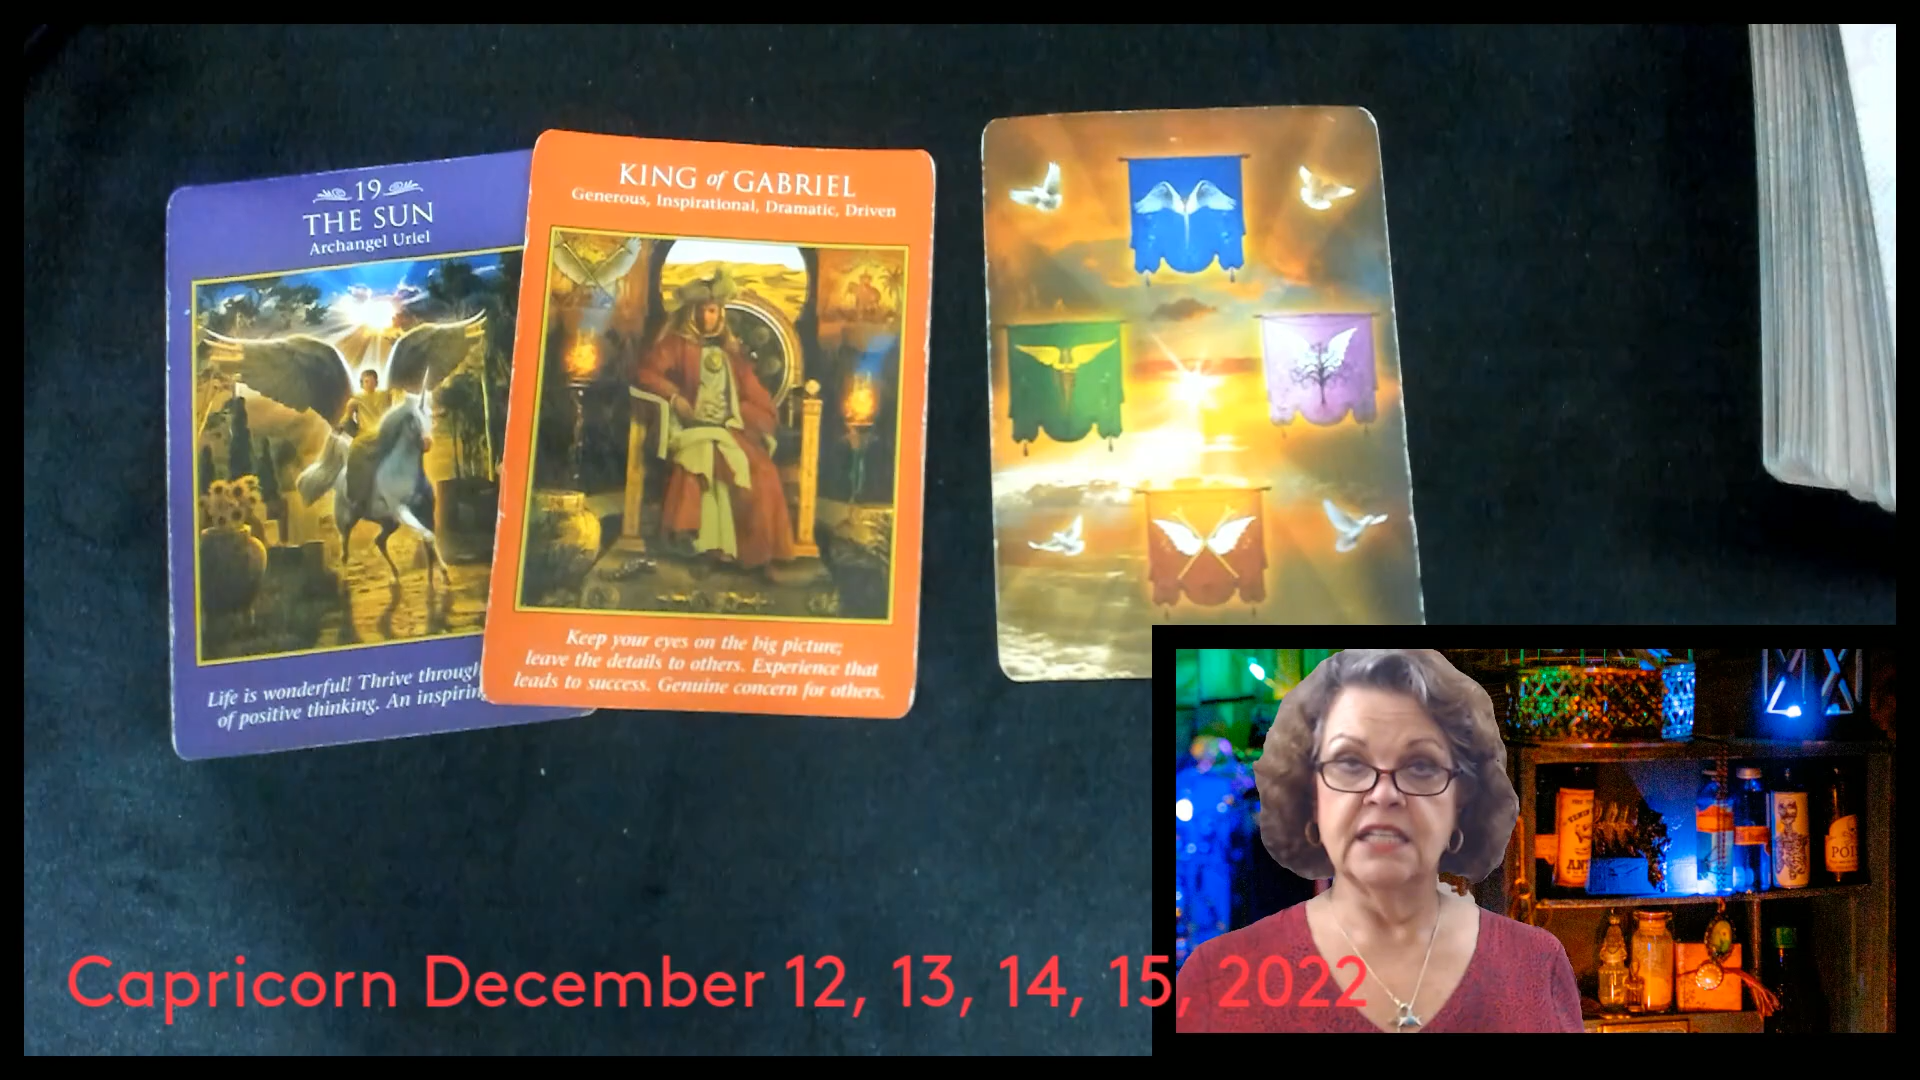 19
THE SUN
Archangel Uriel
Life is wonderful! Thrive through
of positive thinking. An
KING of GABRIEL
Generous, Inspirational, Dramatic, Driven
Keep your eyes on the big picture;
leave the details to others. Experience that
leads to success. Genuine concern for others.
Capricorn December 12, 13, 14, 15, 2022